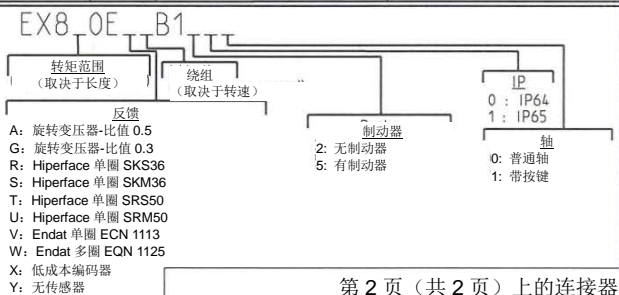 EX8_0E_ _B1_ _ _
转矩范围
（取决于长度）
绕组
（取决于转速）
IP
0 : IP64
1 : IP65
反馈
A：旋转变压器-比值 0.5
G：旋转变压器-比值 0.3
R：Hiperface 单圈 SKS36
S：Hiperface 单圈 SKM36
T：Hiperface 单圈 SRS50
U：Hiperface 单圈 SRM50
V：Endat 单圈 ECN 1113
W：Endat 多圈 EQN 1125
X：低成本编码器
Y：无传感器
制动器
2: 无制动器
5: 有制动器
轴
0: 普通轴
1: 带按键
第 2 页（共 2 页）上的连接器